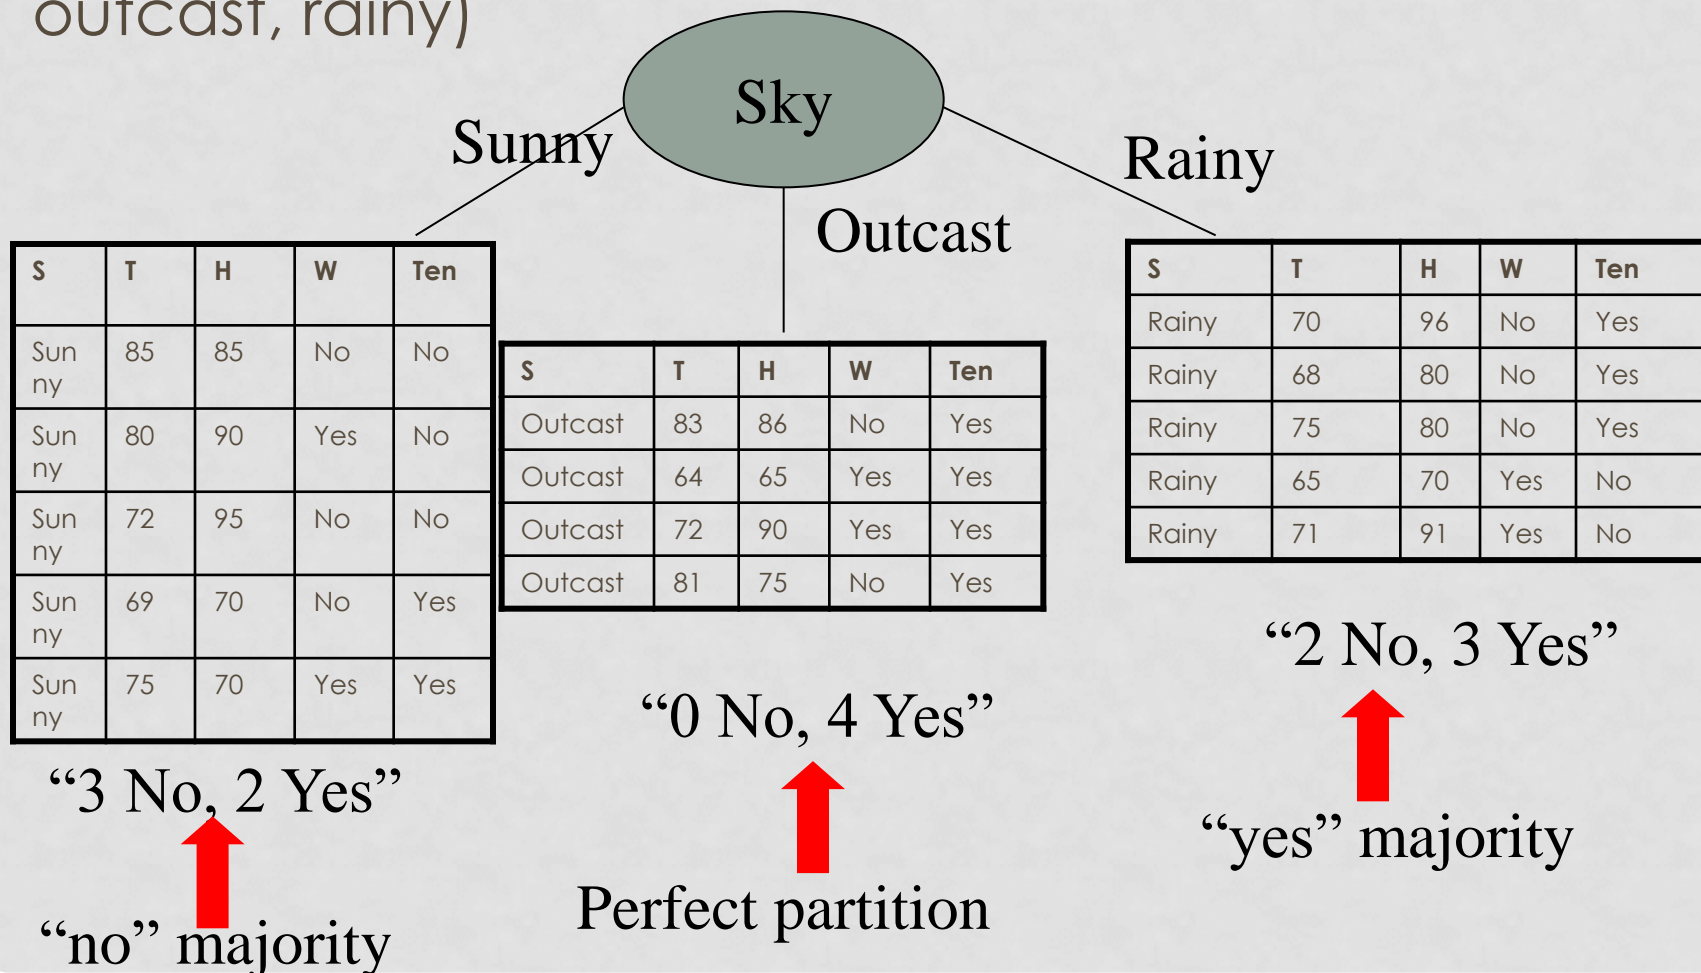 outcast, rainy)
Sky
Sunny
Outcast
Rainy
S T H W Ten
Sun
ny 85 85 No No
Sun
ny 80 90 Yes No
Sun
ny 72 95 No No
Sun
ny 69 70 No Yes
Sun
ny 75 70 Yes Yes
“3 No, 2 Yes”
“no” majority
S T H W Ten
Outcast 83 86 No Yes
Outcast 64 65 Yes Yes
Outcast 72 90 Yes Yes
Outcast 81 75 No Yes
“0 No, 4 Yes”
Perfect partition
S T H W Ten
Rainy 70 96 No Yes
Rainy 68 80 No Yes
Rainy 75 80 No Yes
Rainy 65 70 Yes No
Rainy 71 91 Yes No
“2 No, 3 Yes”
“yes” majority